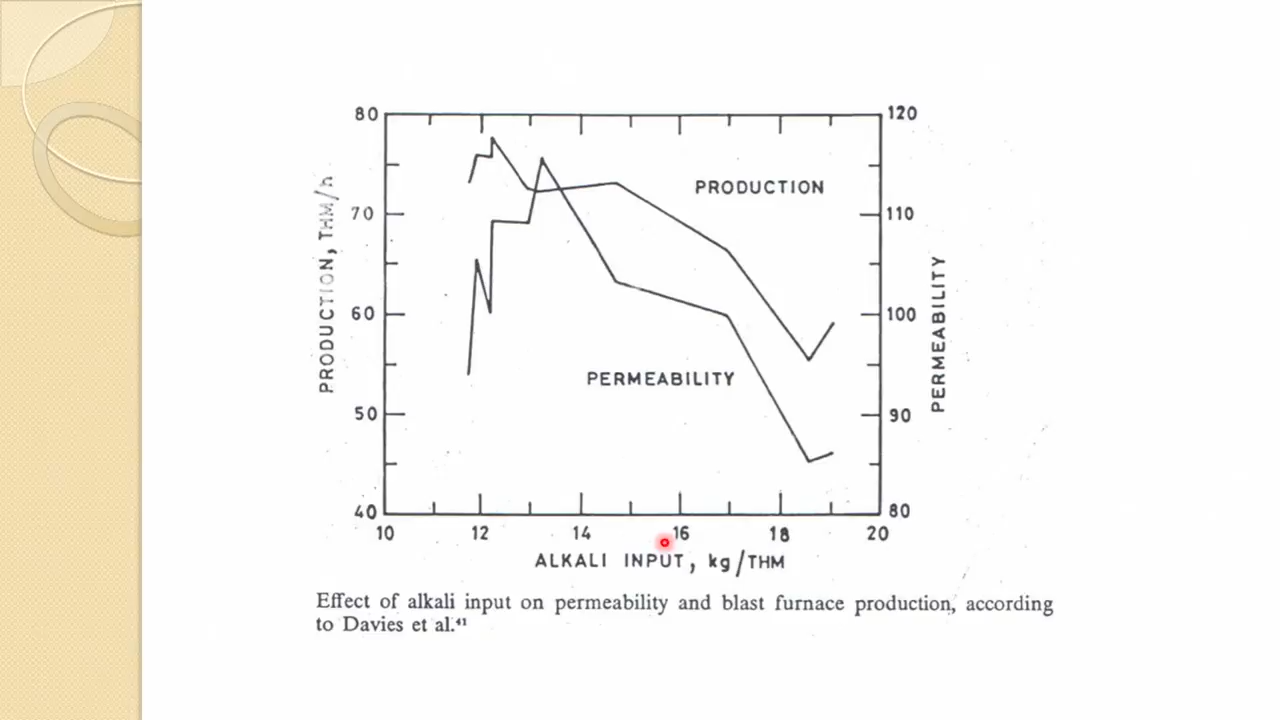 80
120
PRODUCTION
70
110
PRODUCTION, THM/h
60
100
PERMEABILITY
PERMEABILITY
50
90
40
80
10 12 14 16 18 20
ALKALI INPUT, kg/THM
Effect of alkali input on permeability and blast furnace production, according
to Davies et al.⁴¹